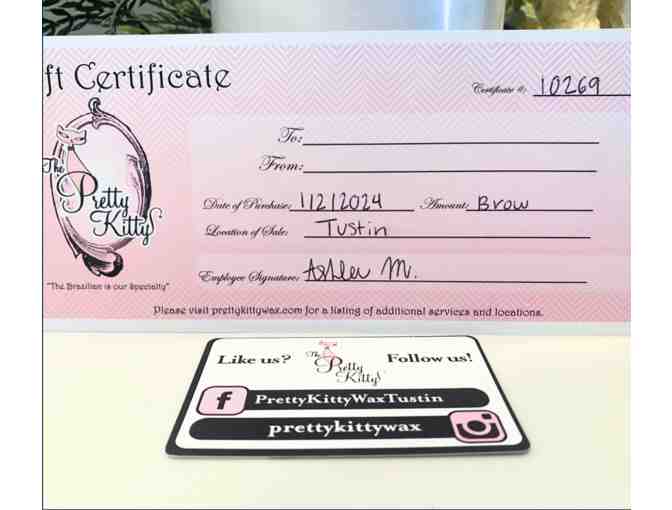 ft Certificate
Certificate #: 10269
To:
From:
The Pretty Kitty
Date of Purchase: 1/2/2024 Amount: Brow
Location of Sale: Tustin
Employee Signature: Ashley M.
"The Brazilian is our Specialty"
Please visit prettykittywax.com for a listing of additional services and locations.
Like us? The Pretty Kitty Follow us!
f PrettyKittyWaxTustin
prettykittywax